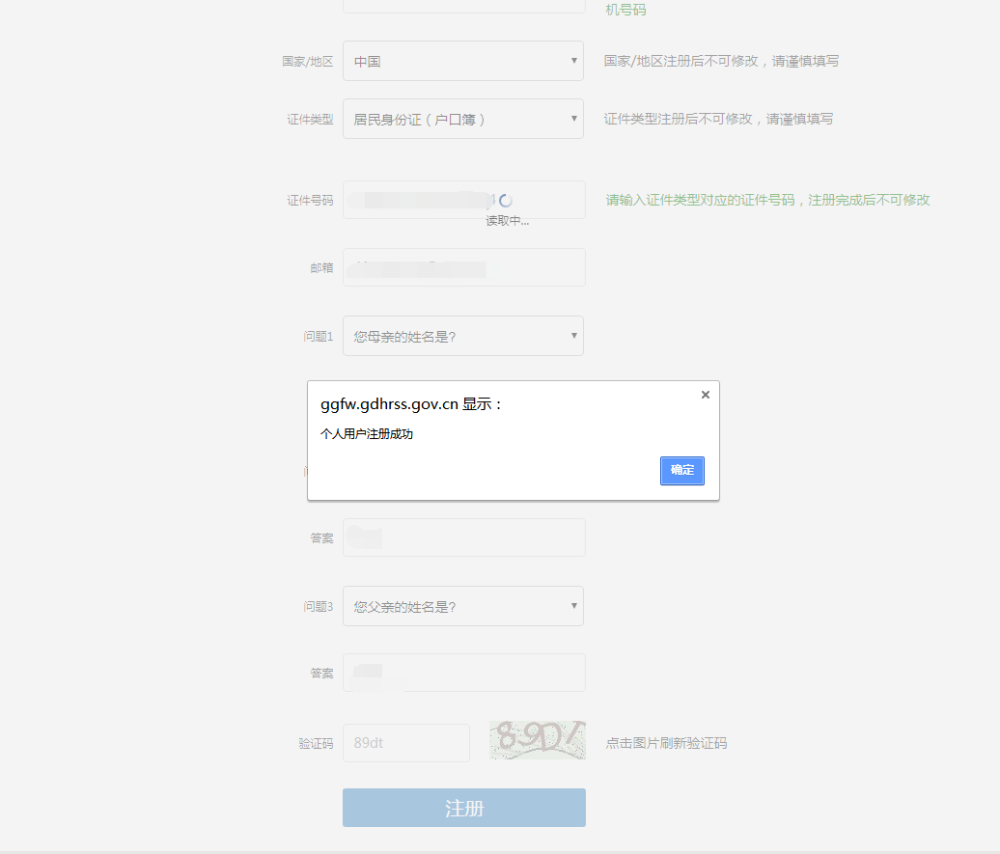 机号码
国家/地区 中国 国家/地区注册后不可修改，请谨慎填写
证件类型 居民身份证（户口簿） 证件类型注册后不可修改，请谨慎填写
证件号码 4 请输入证件类型对应的证件号码，注册完成后不可修改
读取中...
邮箱
问题1 您母亲的姓名是?
ggfw.gdhrss.gov.cn 显示：
个人用户注册成功
确定
答案
问题3 您父亲的姓名是?
答案
验证码 89dt 89DT 点击图片刷新验证码
注册